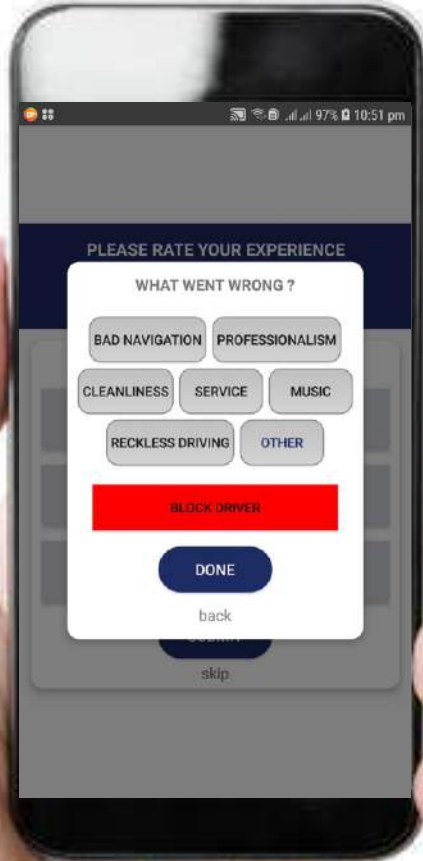 97% 10:51 pm
PLEASE RATE YOUR EXPERIENCE
WHAT WENT WRONG ?
BAD NAVIGATION PROFESSIONALISM
CLEANLINESS SERVICE MUSIC
RECKLESS DRIVING OTHER
BLOCK DRIVER
DONE
back
SUBMIT
skip